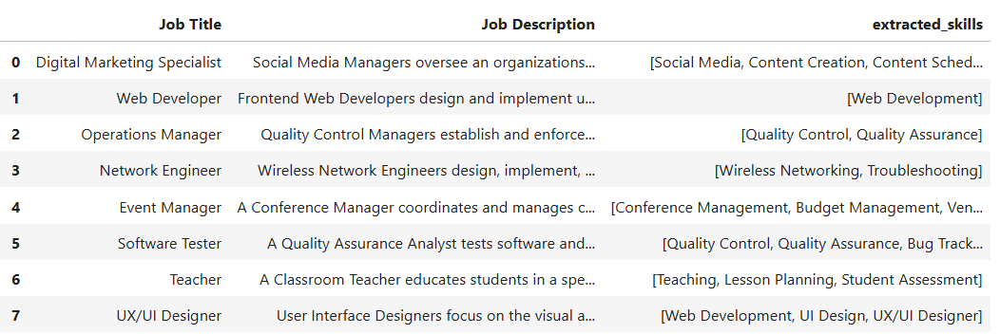 Job Title Job Description extracted_skills
0 Digital Marketing Specialist Social Media Managers oversee an organizations... [Social Media, Content Creation, Content Sched...
1 Web Developer Frontend Web Developers design and implement u... [Web Development]
2 Operations Manager Quality Control Managers establish and enforce... [Quality Control, Quality Assurance]
3 Network Engineer Wireless Network Engineers design, implement, ... [Wireless Networking, Troubleshooting]
4 Event Manager A Conference Manager coordinates and manages c... [Conference Management, Budget Management, Ven...
5 Software Tester A Quality Assurance Analyst tests software and... [Quality Control, Quality Assurance, Bug Track...
6 Teacher A Classroom Teacher educates students in a spe... [Teaching, Lesson Planning, Student Assessment]
7 UX/UI Designer User Interface Designers focus on the visual a... [Web Development, UI Design, UX/UI Designer]